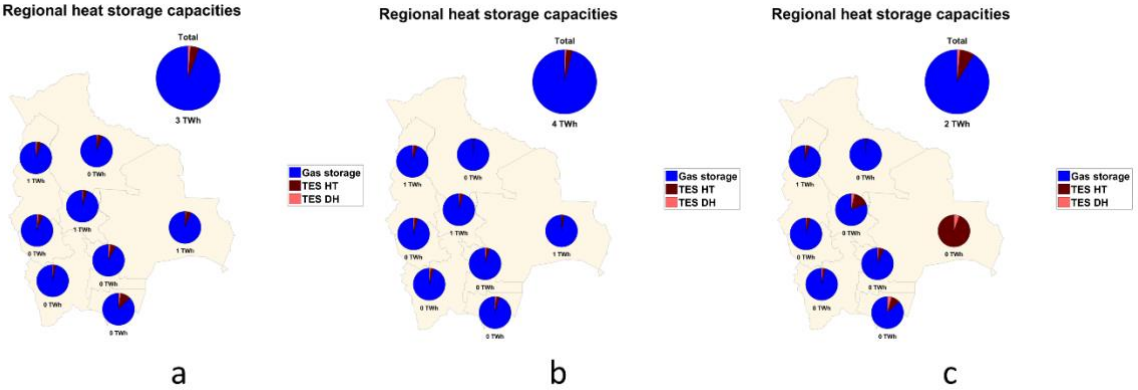 Regional heat storage capacities
Total
3 TWh
1 TWh
0 TWh
1 TWh
0 TWh
1 TWh
0 TWh
0 TWh
0 TWh
Gas storage
TES HT
TES DH
a
Regional heat storage capacities
Total
4 TWh
1 TWh
0 TWh
1 TWh
0 TWh
1 TWh
0 TWh
0 TWh
0 TWh
Gas storage
TES HT
TES DH
b
Regional heat storage capacities
Total
2 TWh
1 TWh
0 TWh
0 TWh
0 TWh
0 TWh
0 TWh
0 TWh
0 TWh
Gas storage
TES HT
TES DH
c